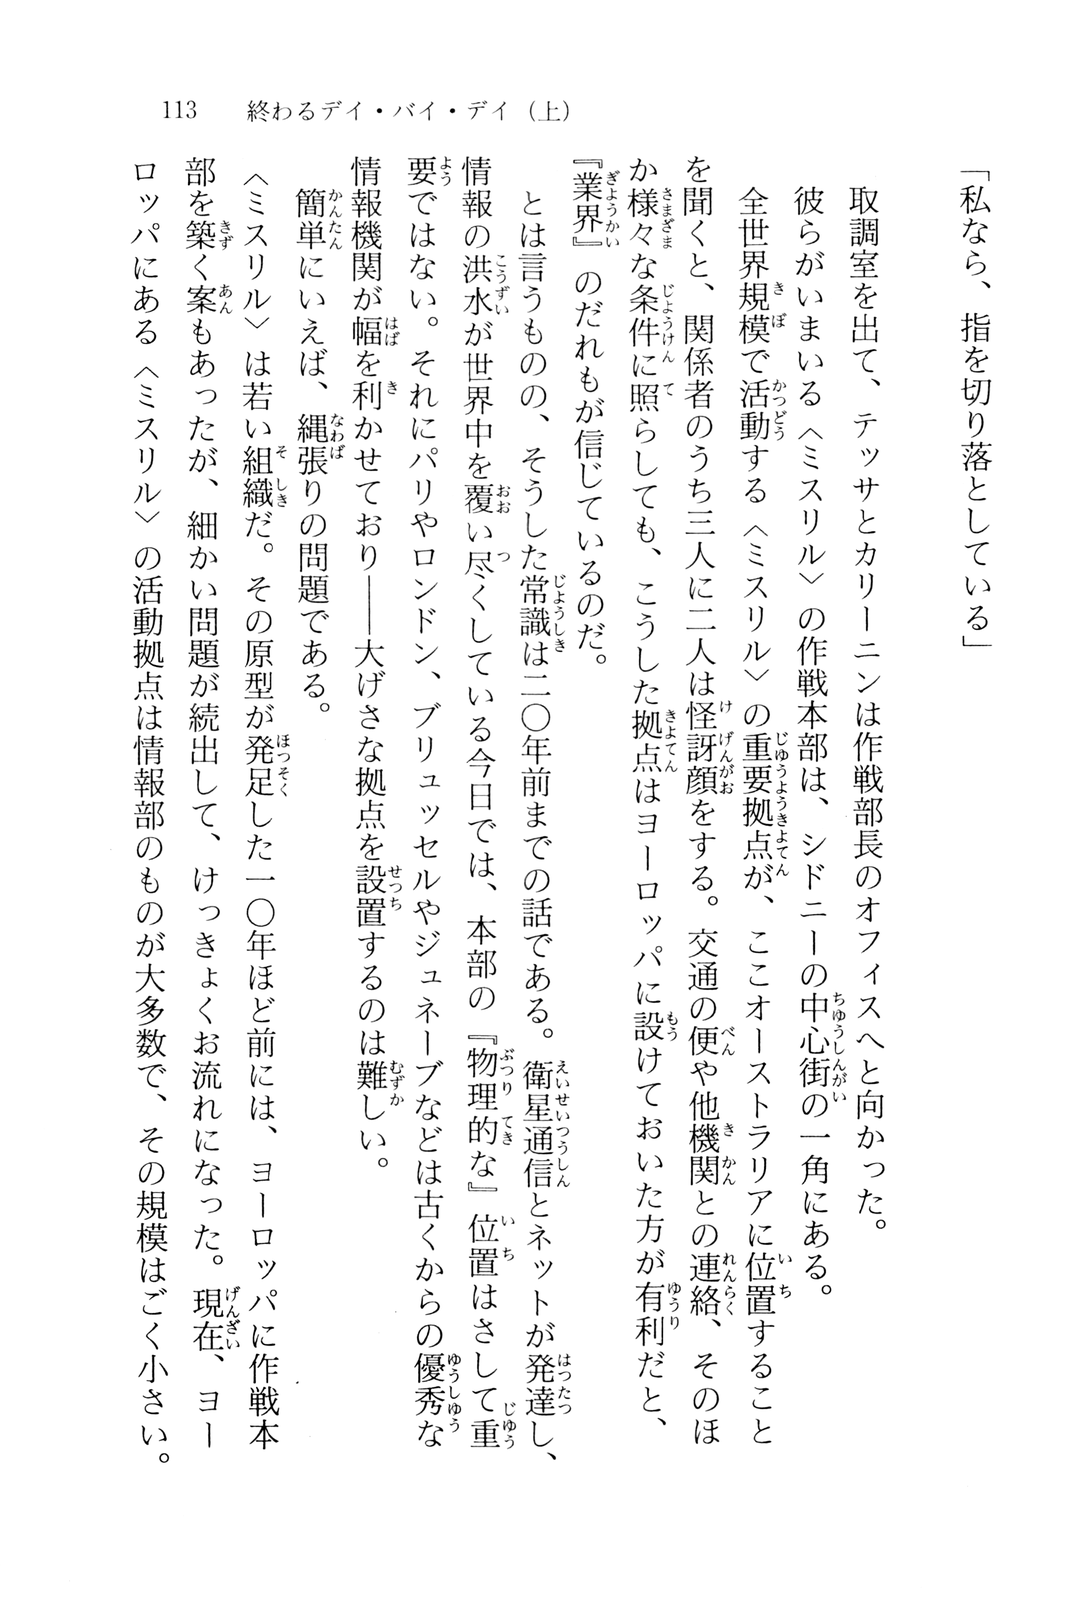 113　終わるデイ・バイ・デイ（上）
「私なら、指を切り落としている」
取調室を出て、テッサとカリーニンは作戦部長のオフィスへと向かった。
彼らがいまいる〈ミスリル〉の作戦本部は、シドニーの中心街の一角にある。
全世界規模で活動する〈ミスリル〉の重要拠点が、ここオーストラリアに位置すること
を聞くと、関係者のうち三人に二人は怪訝顔をする。交通の便や他機関との連絡、そのほ
か様々な条件に照らしても、こうした拠点はヨーロッパに設けておいた方が有利だと、
『業界』のだれもが信じているのだ。
とは言うものの、そうした常識は二〇年前までの話である。衛星通信とネットが発達し、
情報の洪水が世界中を覆い尽くしている今日では、本部の『物理的な』位置はさして重
要ではない。それにパリやロンドン、ブリュッセルやジュネーブなどは古くからの優秀な
情報機関が幅を利かせており――大げさな拠点を設置するのは難しい。
簡単にいえば、縄張りの問題である。
〈ミスリル〉は若い組織だ。その原型が発足した一〇年ほど前には、ヨーロッパに作戦本
部を築く案もあったが、細かい問題が続出して、けっきょくお流れになった。現在、ヨー
ロッパにある〈ミスリル〉の活動拠点は情報部のものが大多数で、その規模はごく小さい。